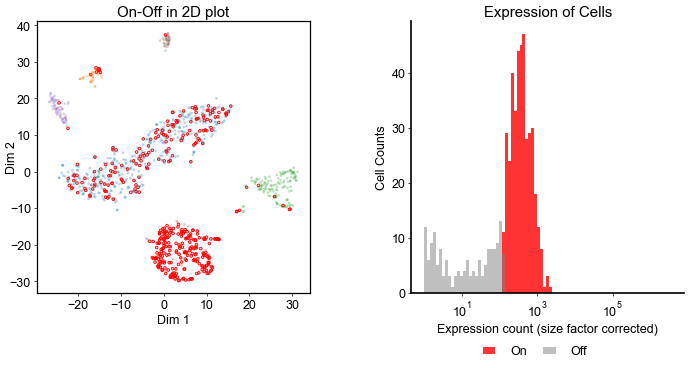 On-Off in 2D plot
Dim 2
40
30
20
10
0
−10
−20
−30
−20 −10 0 10 20 30
Dim 1
Expression of Cells
Cell Counts
40
30
20
10
0
10^1 10^3 10^5
Expression count (size factor corrected)
On Off